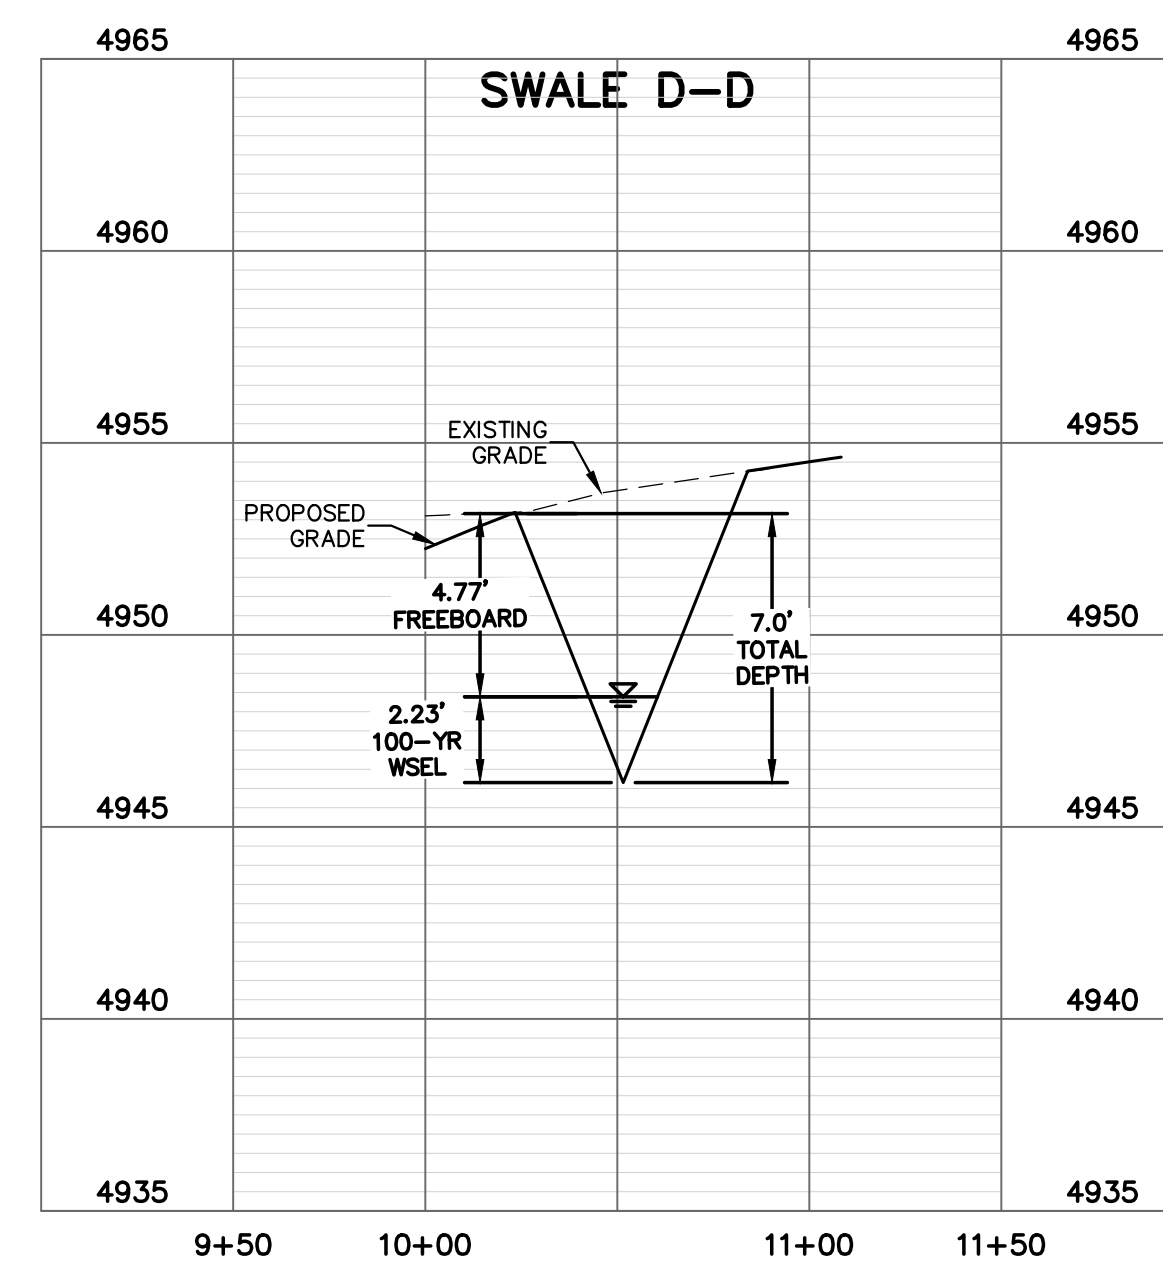 4965
4965
SWALE D-D
4960
4960
4955
4955
EXISTING
GRADE
PROPOSED
GRADE
4.77'
FREEBOARD
4950
4950
7.0'
TOTAL
DEPTH
2.23'
100-YR
WSEL
4945
4945
4940
4940
4935
4935
9+50
10+00
11+00
11+50